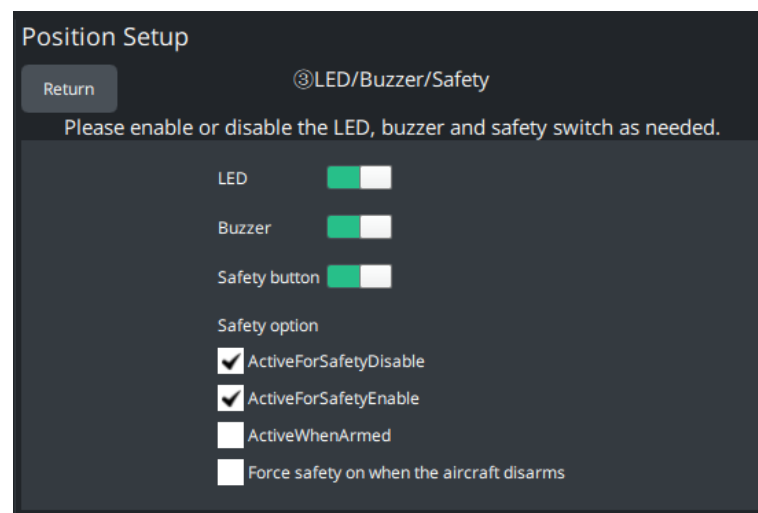 Position Setup
Return
③LED/Buzzer/Safety
Please enable or disable the LED, buzzer and safety switch as needed.
LED
Buzzer
Safety button
Safety option
ActiveForSafetyDisable
ActiveForSafetyEnable
ActiveWhenArmed
Force safety on when the aircraft disarms